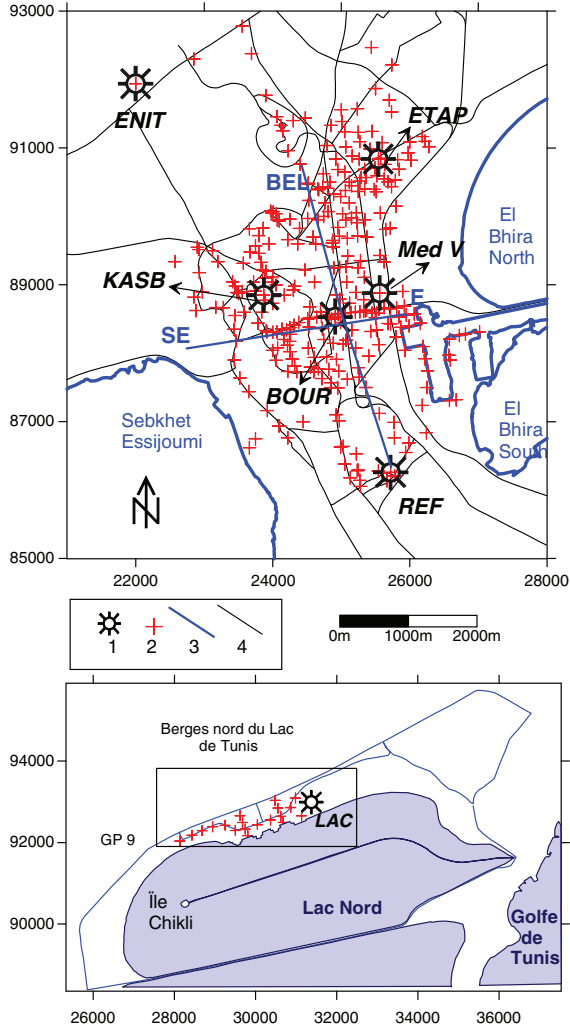 93000
ENIT
ETAP
91000
BEL
El
Bhira
North
Med V
KASB
89000
E
SE
BOUR
87000
Sebkhet
Essijoumi
El
Bhira
South
N
REF
85000
22000 24000 26000 28000
1 2 3 4
0m 1000m 2000m
Berges nord du Lac
de Tunis
94000
LAC
GP 9
92000
Île
Chikli
Lac Nord
90000
Golfe
de
Tunis
26000 28000 30000 32000 34000 36000